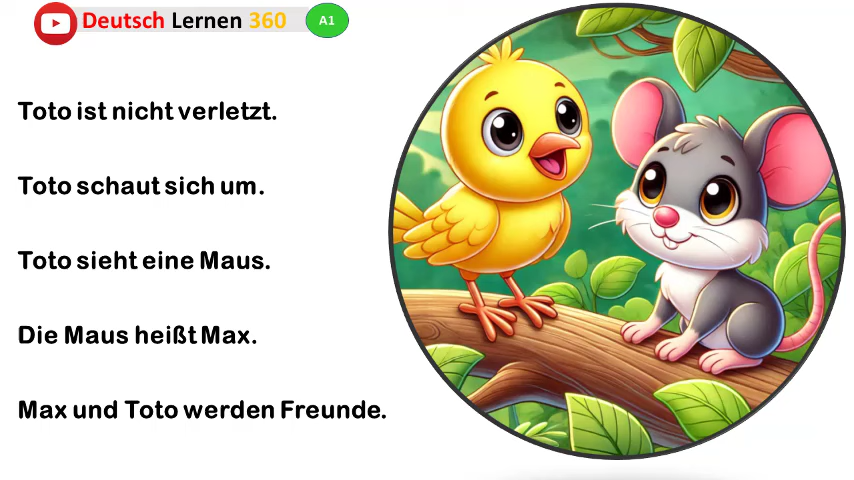 Deutsch Lernen 360 A1
Toto ist nicht verletzt.
Toto schaut sich um.
Toto sieht eine Maus.
Die Maus heißt Max.
Max und Toto werden Freunde.